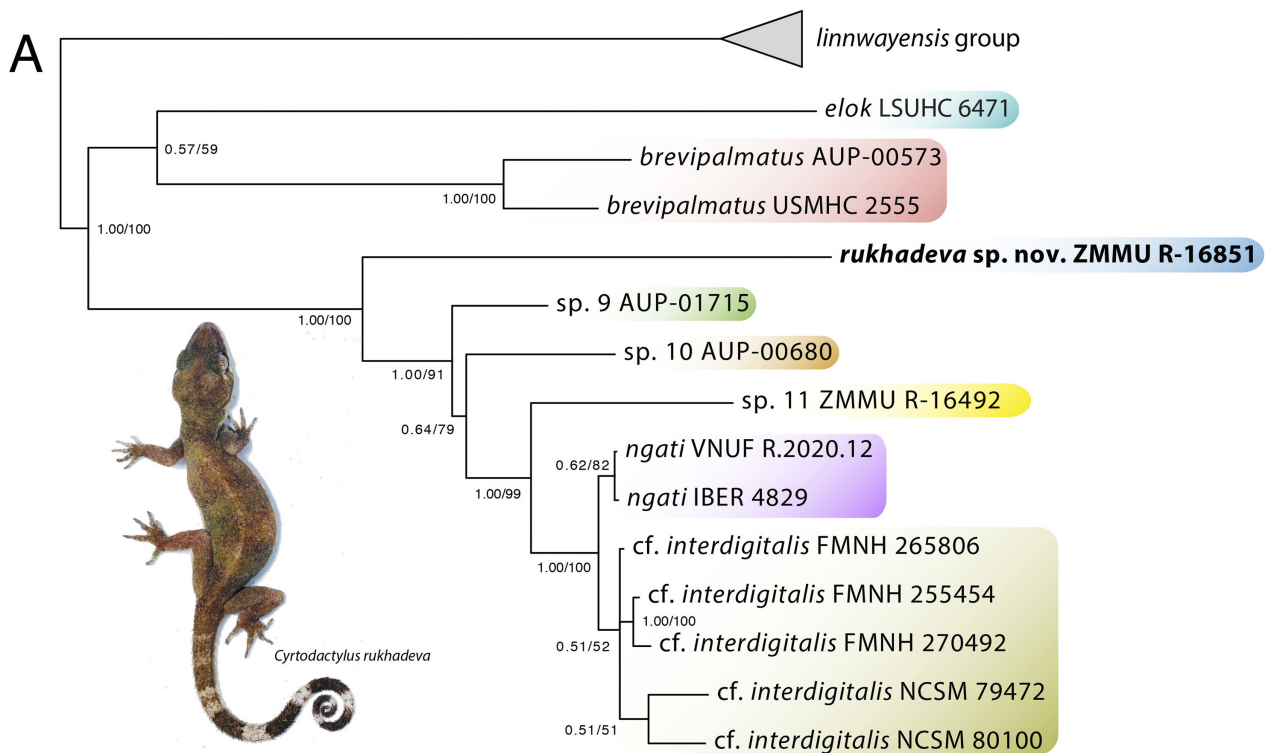 A
linnwayensis group
elok LSUHC 6471
0.57/59
brevipalmatus AUP-00573
1.00/100
brevipalmatus USMHC 2555
1.00/100
rukhadeva sp. nov. ZMMU R-16851
sp. 9 AUP-01715
1.00/100
sp. 10 AUP-00680
1.00/91
sp. 11 ZMMU R-16492
0.64/79
ngati VNUF R.2020.12
0.62/82
1.00/99
ngati IBER 4829
cf. interdigitalis FMNH 265806
1.00/100
cf. interdigitalis FMNH 255454
1.00/100
cf. interdigitalis FMNH 270492
0.51/52
Cyrtodactylus rukhadeva
cf. interdigitalis NCSM 79472
0.51/51
cf. interdigitalis NCSM 80100